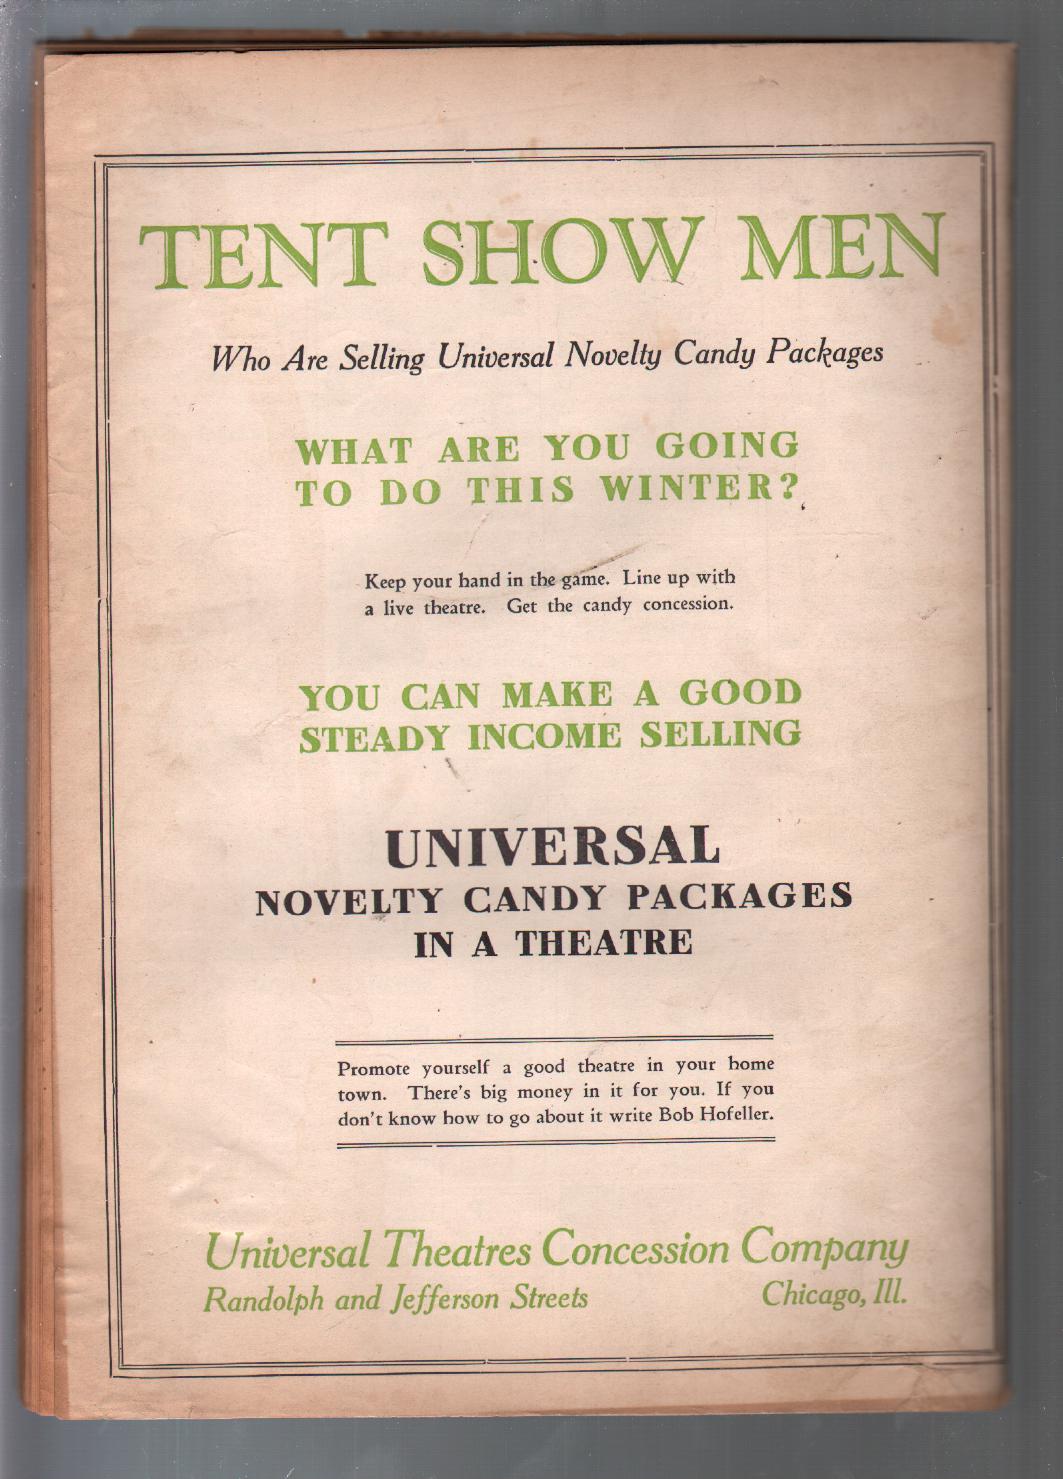 TENT SHOW MEN
Who Are Selling Universal Novelty Candy Packages
WHAT ARE YOU GOING
TO DO THIS WINTER?
Keep your hand in the game. Line up with
a live theatre. Get the candy concession.
YOU CAN MAKE A GOOD
STEADY INCOME SELLING
UNIVERSAL
NOVELTY CANDY PACKAGES
IN A THEATRE
Promote yourself a good theatre in your home
town. There's big money in it for you. If you
don't know how to go about it write Bob Hofeller.
Universal Theatres Concession Company
Randolph and Jefferson Streets Chicago, Ill.